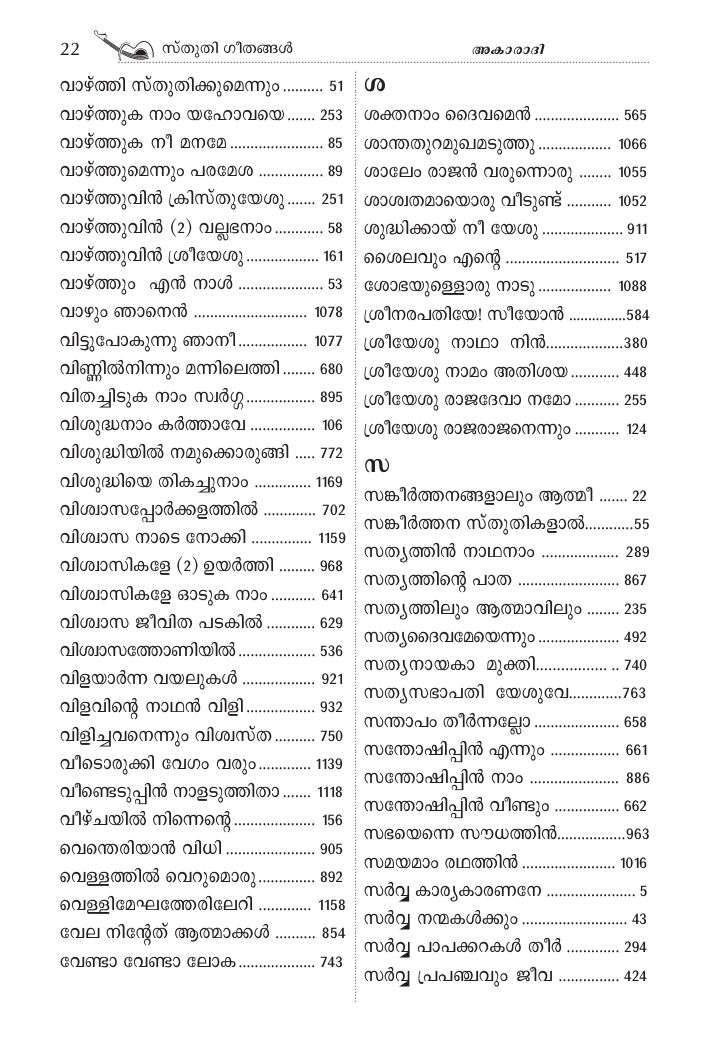 22 സ്തുതി ഗീതങ്ങൾ അകാരാദി
വാഴ്ത്തി സ്തുതിക്കുമെന്നും .......... 51
വാഴ്ത്തുക നാം യഹോവയെ ....... 253
വാഴ്ത്തുക നീ മനമേ ....................... 85
വാഴ്ത്തുമെന്നും പരമേശ ................ 89
വാഴ്ത്തുവിൻ ക്രിസ്തുയേശു ....... 251
വാഴ്ത്തുവിൻ (2) വല്ലഭനാം ............ 58
വാഴ്ത്തുവിൻ ശ്രീയേശു .................. 161
വാഴ്ത്തും എൻ നാൾ ..................... 53
വാഴും ഞാനെൻ ............................ 1078
വിട്ടുപോകുന്നു ഞാനീ ................. 1077
വിണ്ണിൽനിന്നും മന്നിലെത്തി ........ 680
വിതച്ചിടുക നാം സ്വർഗ്ഗ ................. 895
വിശുദ്ധനാം കർത്താവേ ................ 106
വിശുദ്ധിയിൽ നമുക്കൊരുങ്ങി ..... 772
വിശുദ്ധിയെ തികച്ചുനാം .............. 1169
വിശ്വാസപ്പോർക്കളത്തിൽ ............. 702
വിശ്വാസ നാടെ നോക്കി ............... 1159
വിശ്വാസികളേ (2) ഉയർത്തി ......... 968
വിശ്വാസികളേ ഓടുക നാം ........... 641
വിശ്വാസ ജീവിത പടകിൽ ............ 629
വിശ്വാസത്തോണിയിൽ ................... 536
വിളയാർന്ന വയലുകൾ .................. 921
വിളവിന്റെ നാഥൻ വിളി ................. 932
വിളിച്ചവനെന്നും വിശ്വസ്ത .......... 750
വീടൊരുക്കി വേഗം വരും .............. 1139
വീണ്ടെടുപ്പിൻ നാളടുത്തിതാ ....... 1118
വീഴ്ചയിൽ നിന്നെന്റെ .................... 156
വെന്തെരിയാൻ വിധി ...................... 905
വെള്ളത്തിൽ വെറുമൊരു .............. 892
വെള്ളിമേഘത്തേരിലേറി ............. 1158
വേല നിന്റേത് ആത്മാക്കൾ .......... 854
വേണ്ടാ വേണ്ടാ ലോക ................... 743
ശ
ശക്തനാം ദൈവമെൻ ..................... 565
ശാന്തതുറമുഖമടുത്തു .................. 1066
ശാലേം രാജൻ വരുന്നൊരു ........ 1055
ശാശ്വതമായൊരു വീടുണ്ട് ........... 1052
ശുദ്ധിക്കായ് നീ യേശു .................... 911
ശൈലവും എന്റെ ............................ 517
ശോഭയുള്ളൊരു നാടു .................. 1088
ശ്രീനരപതിയേ! സീയോൻ ..............584
ശ്രീയേശു നാഥാ നിൻ...................380
ശ്രീയേശു നാമം അതിശയ ............ 448
ശ്രീയേശു രാജദേവാ നമോ ........... 255
ശ്രീയേശു രാജരാജനെന്നും ........... 124
സ
സങ്കീർത്തനങ്ങളാലും ആത്മീ ....... 22
സങ്കീർത്തന സ്തുതികളാൽ............55
സത്യത്തിൻ നാഥനാം ................... 289
സത്യത്തിന്റെ പാത ......................... 867
സത്യത്തിലും ആത്മാവിലും ........ 235
സത്യദൈവമേയെന്നും .................... 492
സത്യനായകാ മുക്തി................. .. 740
സത്യസഭാപതി യേശുവേ.............763
സന്താപം തീർന്നല്ലോ ..................... 658
സന്തോഷിപ്പിൻ എന്നും ................. 661
സന്തോഷിപ്പിൻ നാം ...................... 886
സന്തോഷിപ്പിൻ വീണ്ടും ................ 662
സഭയെന്നെ സൗധത്തിൻ.................963
സമയമാം രഥത്തിൻ ....................... 1016
സർവ്വ കാര്യകാരണനേ ...................... 5
സർവ്വ നന്മകൾക്കും .......................... 43
സർവ്വ പാപക്കറകൾ തീർ ............. 294
സർവ്വ പ്രപഞ്ചവും ജീവ ............... 424